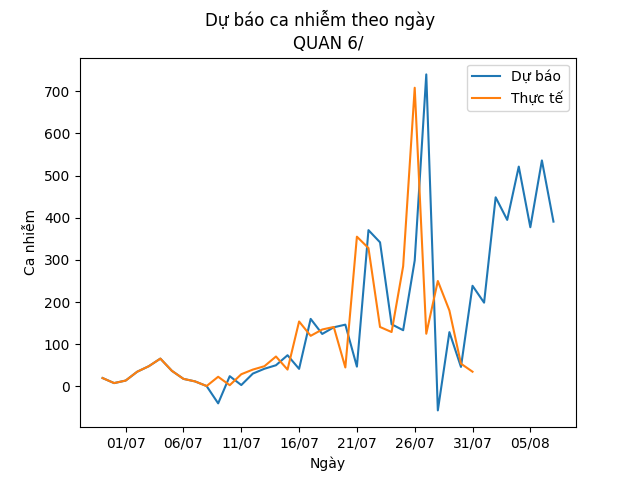 Dự báo ca nhiễm theo ngày
QUAN 6/
Dự báo
Thực tế
Ca nhiễm
700
600
500
400
300
200
100
0
01/07 06/07 11/07 16/07 21/07 26/07 31/07 05/08
Ngày